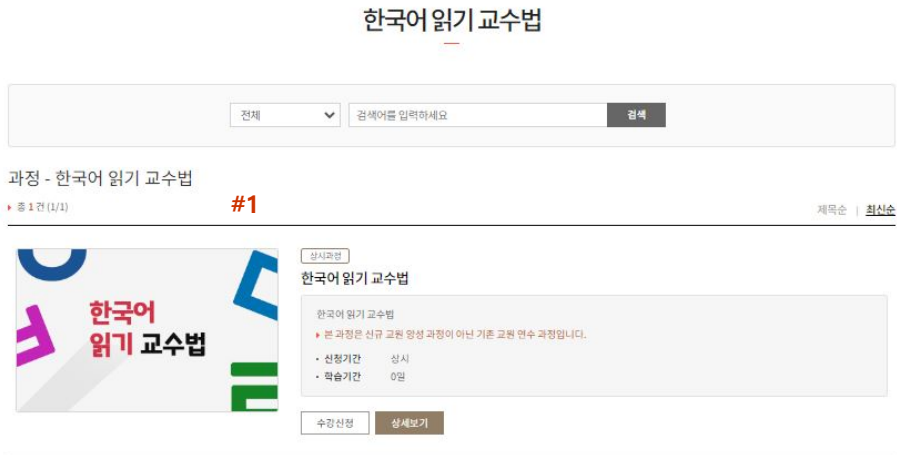 한국어 읽기 교수법
전체
검색어를 입력하세요
검색
과정 - 한국어 읽기 교수법
총 1 건 (1/1)
#1
제목순 | 최신순
한국어
읽기 교수법
상시과정
한국어 읽기 교수법
한국어 읽기 교수법
본 과정은 신규 교원 양성 과정이 아닌 기존 교원 연수 과정입니다.
· 신청기간 상시
· 학습기간 0일
수강신청
상세보기